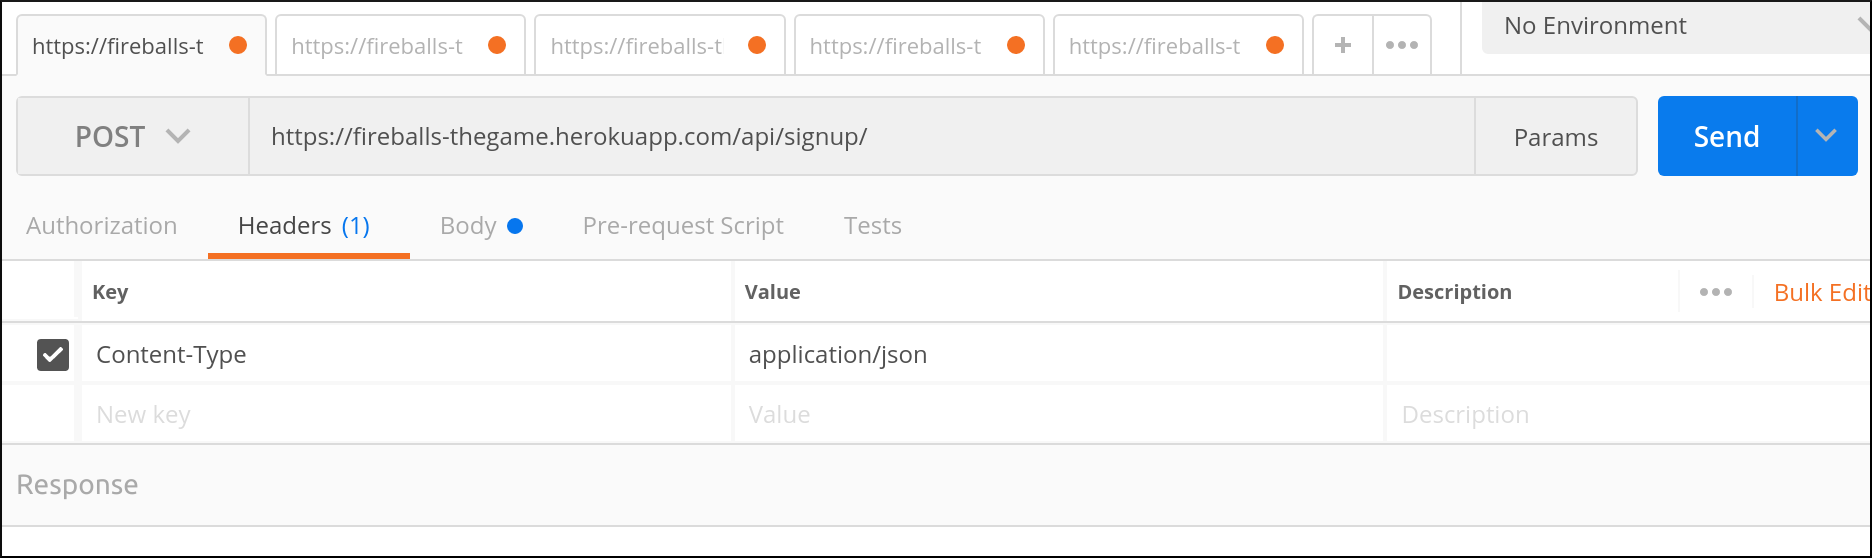 https://fireballs-t https://fireballs-t https://fireballs-t https://fireballs-t https://fireballs-t + No Environment
POST https://fireballs-thegame.herokuapp.com/api/signup/ Params Send
Authorization Headers (1) Body Pre-request Script Tests
Key Value Description Bulk Edit
Content-Type application/json
New key Value Description
Response